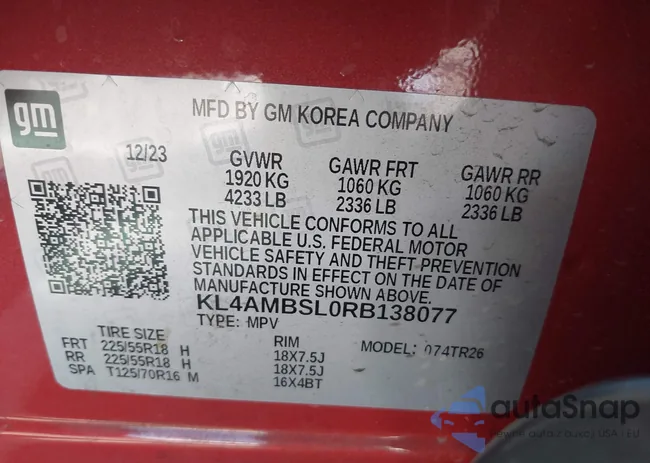 gm
MFD BY GM KOREA COMPANY
12/23
GVWR GAWR FRT GAWR RR
1920 KG 1060 KG 1060 KG
4233 LB 2336 LB 2336 LB
THIS VEHICLE CONFORMS TO ALL
APPLICABLE U.S. FEDERAL MOTOR
VEHICLE SAFETY AND THEFT PREVENTION
STANDARDS IN EFFECT ON THE DATE OF
MANUFACTURE SHOWN ABOVE.
KL4AMBSL0RB138077
TYPE: MPV
TIRE SIZE RIM MODEL: 074TR26
FRT 225/55R18 H 18X7.5J
RR 225/55R18 H 18X7.5J
SPA T125/70R16 M 16X4BT
autoSnap
USA - EU